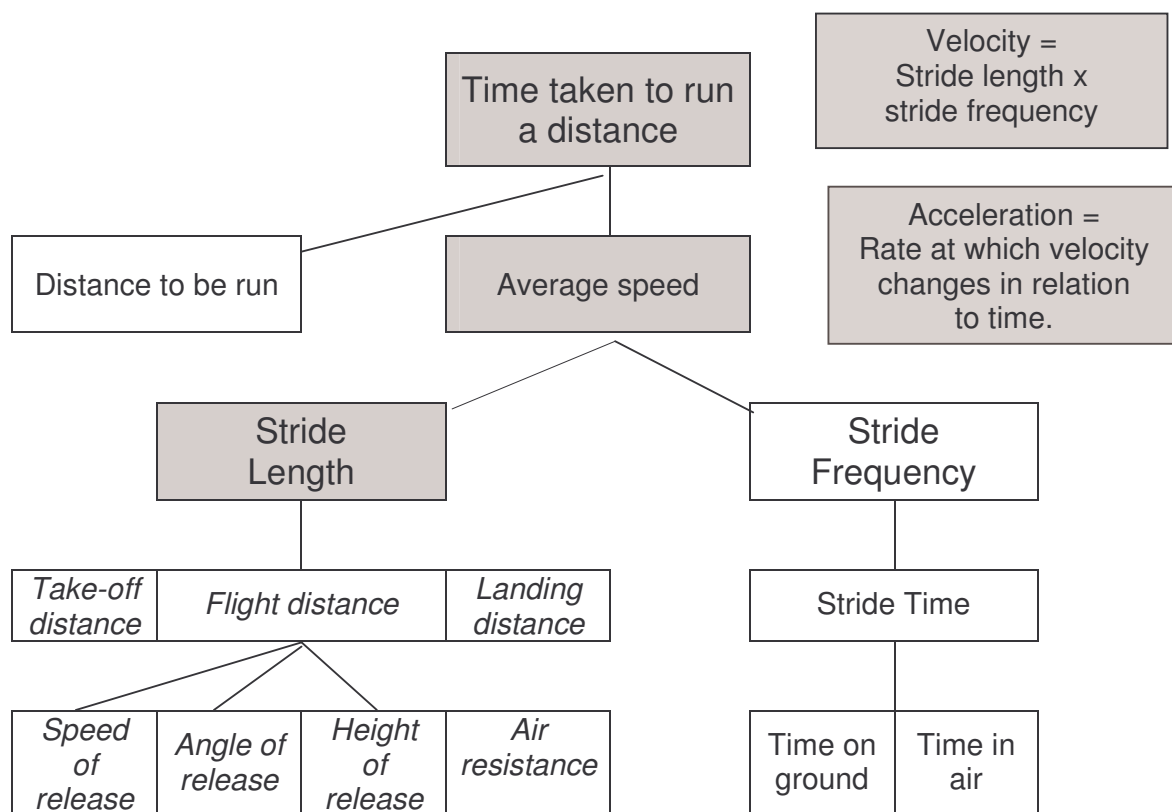 Velocity =
Stride length x
stride frequency
Time taken to run
a distance
Acceleration =
Rate at which velocity
changes in relation
to time.
Distance to be run
Average speed
Stride
Length
Stride
Frequency
Take-off
distance
Flight distance
Landing
distance
Stride Time
Speed
of
release
Angle of
release
Height
of
release
Air
resistance
Time on
ground
Time in
air